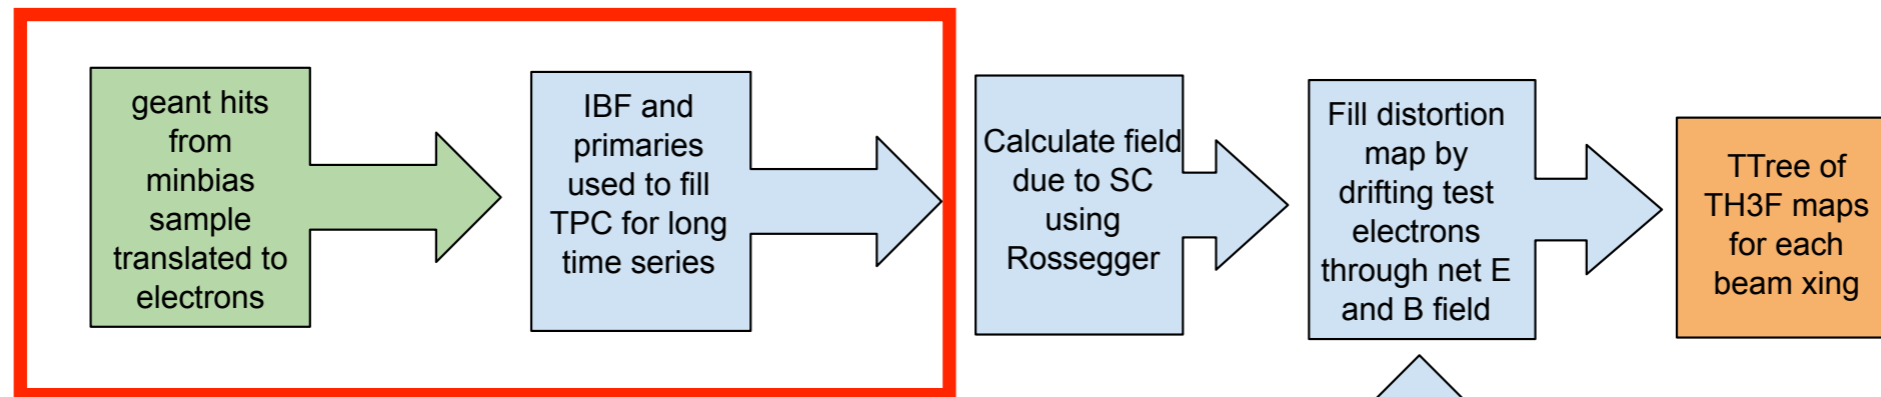 geant hits
from
minbias
sample
translated to
electrons
IBF and
primaries
used to fill
TPC for long
time series
Calculate field
due to SC
using
Rossegger
Fill distortion
map by
drifting test
electrons
through net E
and B field
TTree of
TH3F maps
for each
beam xing